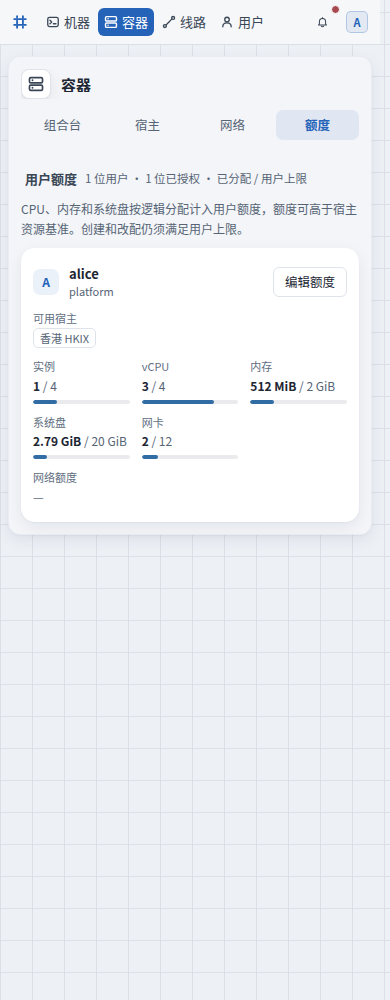 机器 容器 线路 用户 A
容器
组合台 宿主 网络 额度
用户额度 1 位用户 · 1 位已授权 · 已分配 / 用户上限
CPU、内存和系统盘按逻辑分配计入用户额度，额度可高于宿主
资源基准。创建和改配仍须满足用户上限。
A alice 编辑额度
platform
可用宿主
香港 HKIX
实例 vCPU 内存
1 / 4 3 / 4 512 MiB / 2 GiB
系统盘 网卡
2.79 GiB / 20 GiB 2 / 12
网络额度
—